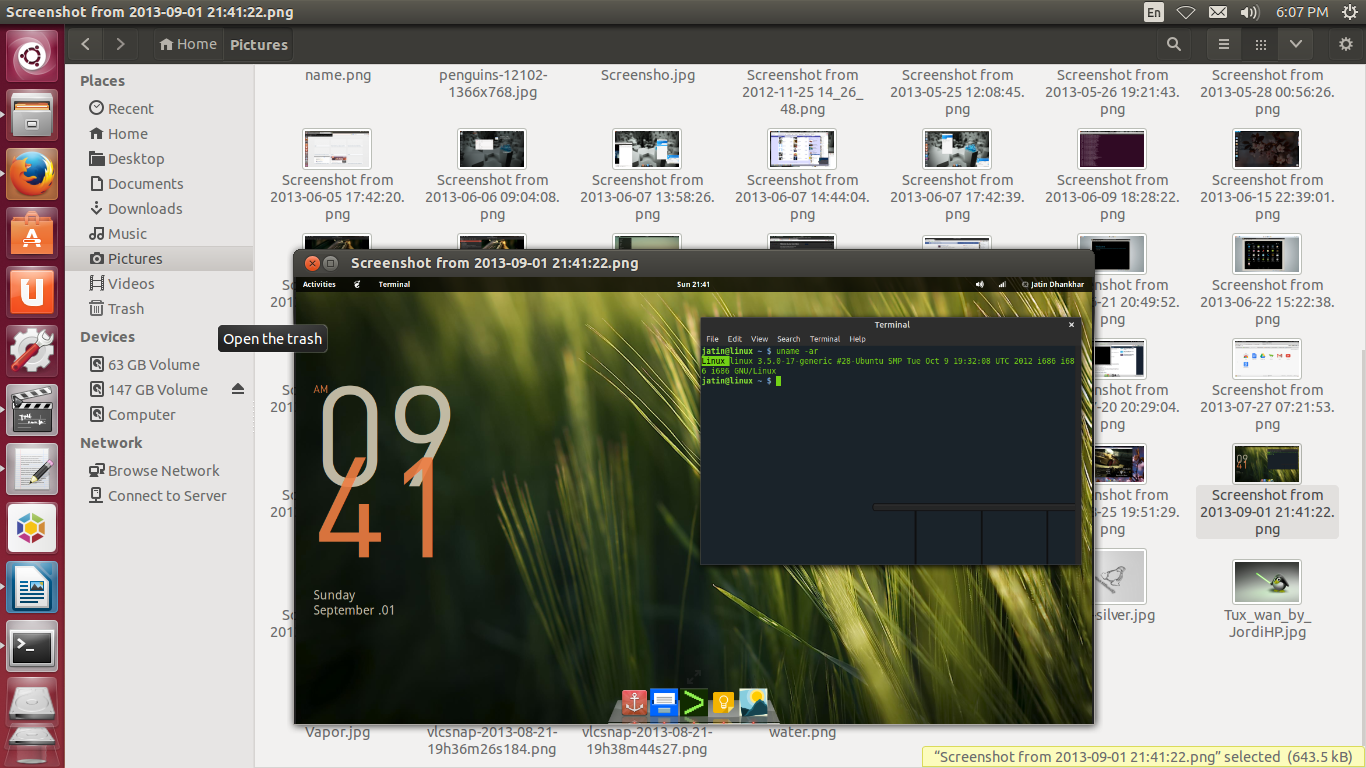 Screenshot from 2013-09-01 21:41:22.png
En
6:07 PM
Home
Pictures
Places
Recent
Home
Desktop
Documents
Downloads
Music
Pictures
Videos
Trash
Devices
63 GB Volume
147 GB Volume
Computer
Network
Browse Network
Connect to Server
Open the trash
name.png
penguins-12102-
1366x768.jpg
Screensho.jpg
Screenshot from
2012-11-25 14_26_
48.png
Screenshot from
2013-05-25 12:08:45.
png
Screenshot from
2013-05-26 19:21:43.
png
Screenshot from
2013-05-28 00:56:26.
png
Screenshot from
2013-06-05 17:42:20.
png
Screenshot from
2013-06-06 09:04:08.
png
Screenshot from
2013-06-07 13:58:26.
png
Screenshot from
2013-06-07 14:44:04.
png
Screenshot from
2013-06-07 17:42:39.
png
Screenshot from
2013-06-09 18:28:22.
png
Screenshot from
2013-06-15 22:39:01.
png
Screenshot from 2013-09-01 21:41:22.png
Activities
Terminal
Sun 21:41
Jatin Dhankhar
AM
09
41
Sunday
September .01
Terminal
File Edit View Search Terminal Help
jatin@linux ~ $ uname -ar
Linux linux 3.5.0-17-generic #28-Ubuntu SMP Tue Oct 9 19:32:08 UTC 2012 i686 i68
6 i686 GNU/Linux
jatin@linux ~ $
-21 20:49:52.
png
Screenshot from
2013-06-22 15:22:38.
png
-20 20:29:04.
png
Screenshot from
2013-07-27 07:21:53.
png
-25 19:51:29.
png
Screenshot from
2013-09-01 21:41:22.
png
silver.jpg
Tux_wan_by_
JordiHP.jpg
Vapor.jpg
vlcsnap-2013-08-21-
19h36m26s184.png
vlcsnap-2013-08-21-
19h38m44s27.png
water.png
“Screenshot from 2013-09-01 21:41:22.png” selected (643.5 kB)